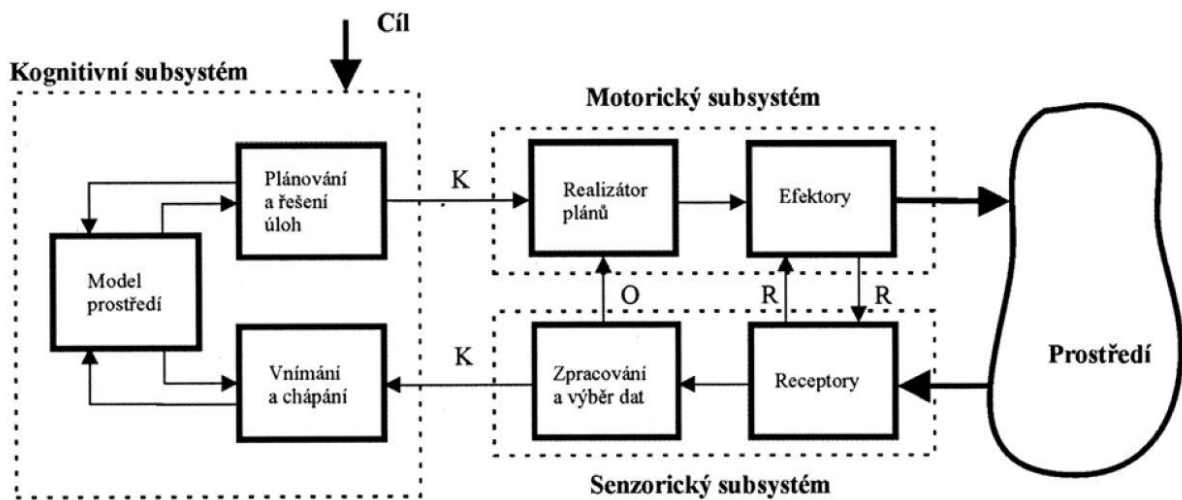 Cíl
Kognitivní subsystém
Motorický subsystém
Plánování
a řešení
úloh
K
Realizátor
plánů
Efektory
Model
prostředí
O
R
R
Prostředí
Vnímání
a chápání
K
Zpracování
a výběr dat
Receptory
Senzorický subsystém